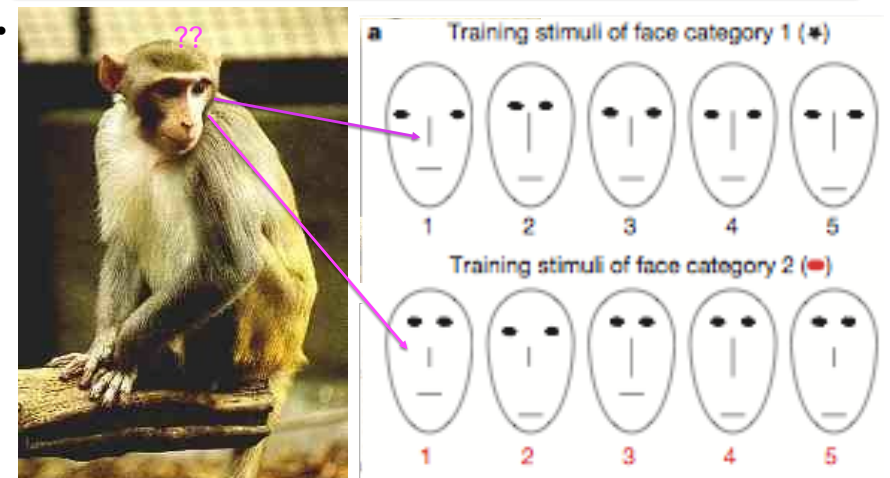 ??
a Training stimuli of face category 1 (*)
1 2 3 4 5
Training stimuli of face category 2 (●)
1 2 3 4 5